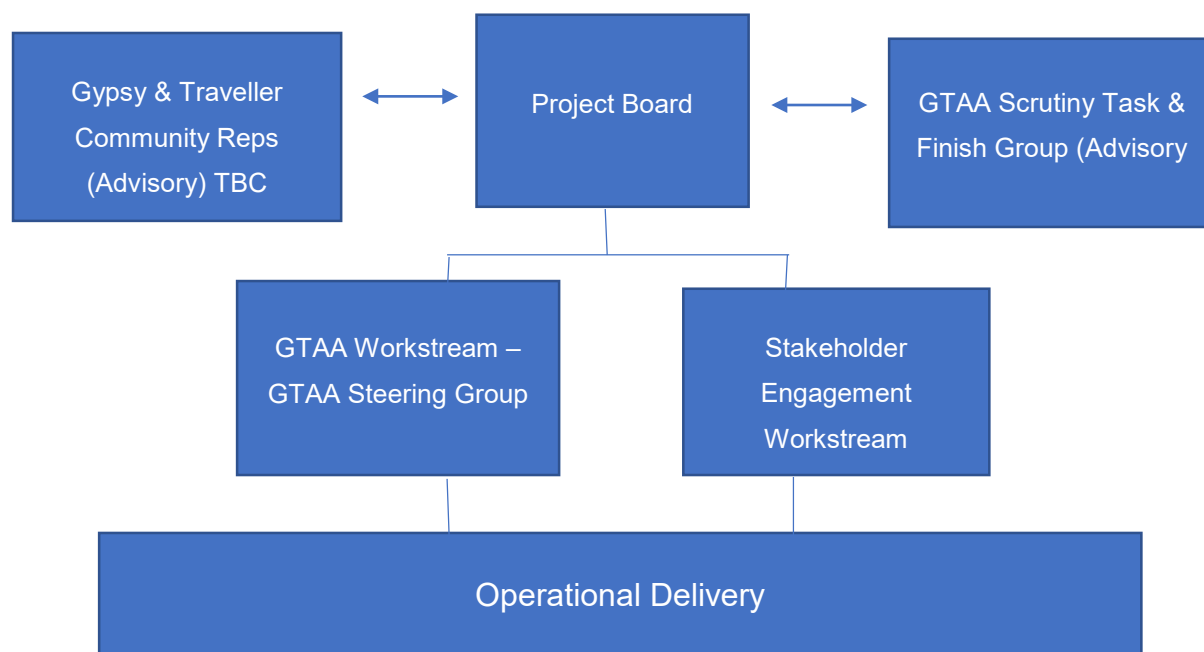 Gypsy & Traveller
Community Reps
(Advisory) TBC
Project Board
GTAA Scrutiny Task &
Finish Group (Advisory
GTAA Workstream –
GTAA Steering Group
Stakeholder
Engagement
Workstream
Operational Delivery